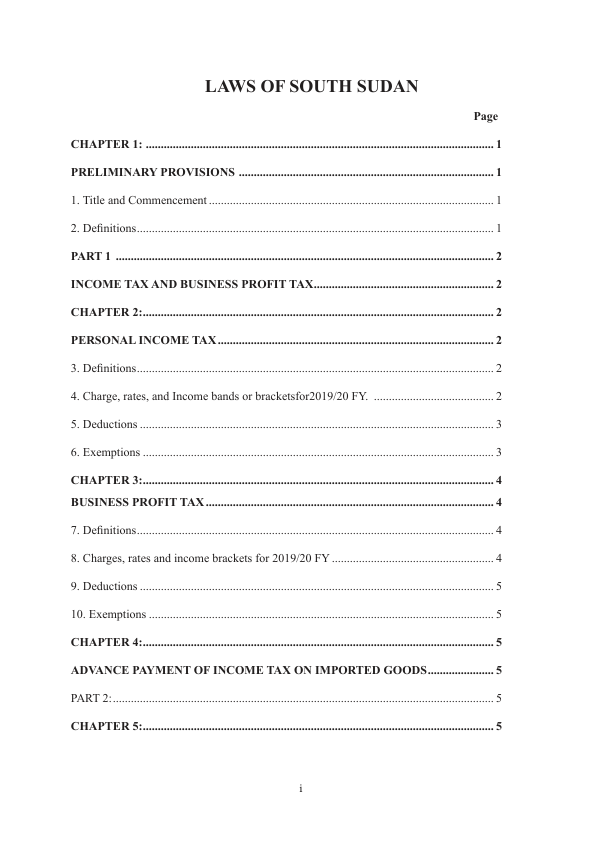 LAWS OF SOUTH SUDAN
Page
CHAPTER 1: ........................................................................................................................ 1
PRELIMINARY PROVISIONS ........................................................................................ 1
1. Title and Commencement ................................................................................................ 1
2. Definitions........................................................................................................................ 1
PART 1 ................................................................................................................................ 2
INCOME TAX AND BUSINESS PROFIT TAX............................................................ 2
CHAPTER 2:........................................................................................................................ 2
PERSONAL INCOME TAX .............................................................................................. 2
3. Definitions........................................................................................................................ 2
4. Charge, rates, and Income bands or bracketsfor2019/20 FY. ........................................ 2
5. Deductions ....................................................................................................................... 3
6. Exemptions ...................................................................................................................... 3
CHAPTER 3:........................................................................................................................ 4
BUSINESS PROFIT TAX .................................................................................................. 4
7. Definitions........................................................................................................................ 4
8. Charges, rates and income brackets for 2019/20 FY ...................................................... 4
9. Deductions ....................................................................................................................... 5
10. Exemptions .................................................................................................................... 5
CHAPTER 4:........................................................................................................................ 5
ADVANCE PAYMENT OF INCOME TAX ON IMPORTED GOODS...................... 5
PART 2: ................................................................................................................................ 5
CHAPTER 5:........................................................................................................................ 5
i